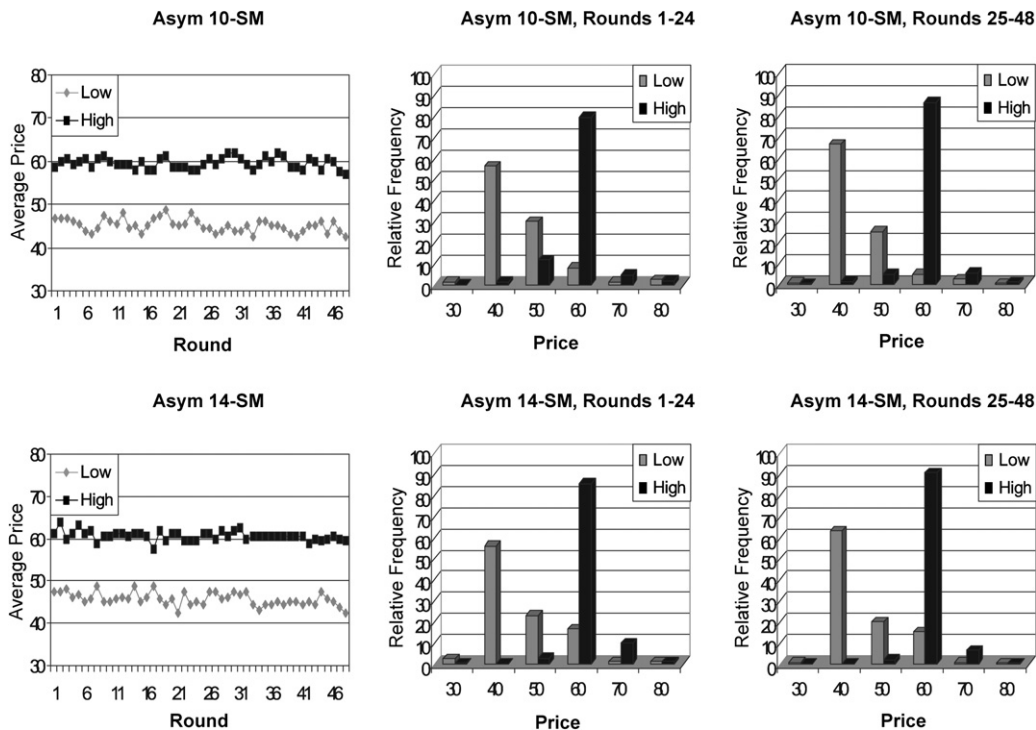 Asym 10-SM
80
70
60
50
40
30
Average Price
Low
High
1 6 11 16 21 26 31 36 41 46
Round
Asym 10-SM, Rounds 1-24
100
90
80
70
60
50
40
30
20
10
0
Relative Frequency
Low
High
30 40 50 60 70 80
Price
Asym 10-SM, Rounds 25-48
100
90
80
70
60
50
40
30
20
10
0
Relative Frequency
Low
High
30 40 50 60 70 80
Price
Asym 14-SM
80
70
60
50
40
30
Average Price
Low
High
1 6 11 16 21 26 31 36 41 46
Round
Asym 14-SM, Rounds 1-24
100
90
80
70
60
50
40
30
20
10
0
Relative Frequency
Low
High
30 40 50 60 70 80
Price
Asym 14-SM, Rounds 25-48
100
90
80
70
60
50
40
30
20
10
0
Relative Frequency
Low
High
30 40 50 60 70 80
Price